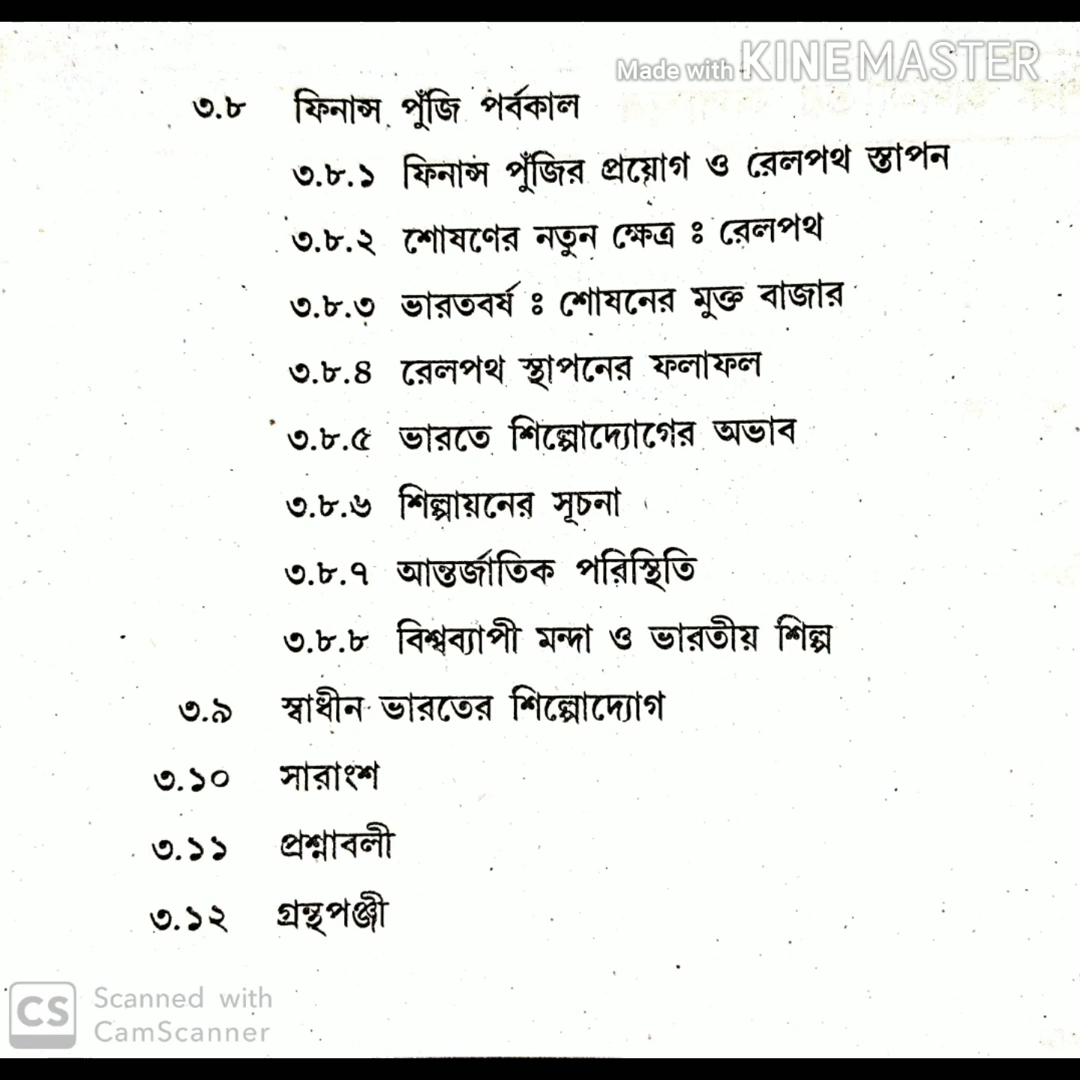 Made with KINEMASTER
৩.৮ ফিনান্স পুঁজি পর্বকাল
৩.৮.১ ফিনান্স পুঁজির প্রয়োগ ও রেলপথ স্তাপন
৩.৮.২ শোষণের নতুন ক্ষেত্র ঃ রেলপথ
৩.৮.৩ ভারতবর্ষ ঃ শোষনের মুক্ত বাজার
৩.৮.৪ রেলপথ স্থাপনের ফলাফল
৩.৮.৫ ভারতে শিল্পোদ্যোগের অভাব
৩.৮.৬ শিল্পায়নের সূচনা
৩.৮.৭ আন্তর্জাতিক পরিস্থিতি
৩.৮.৮ বিশ্বব্যাপী মন্দা ও ভারতীয় শিল্প
৩.৯ স্বাধীন ভারতের শিল্পোদ্যোগ
৩.১০ সারাংশ
৩.১১ প্রশ্নাবলী
৩.১২ গ্রন্থপঞ্জী
CS Scanned with
CamScanner